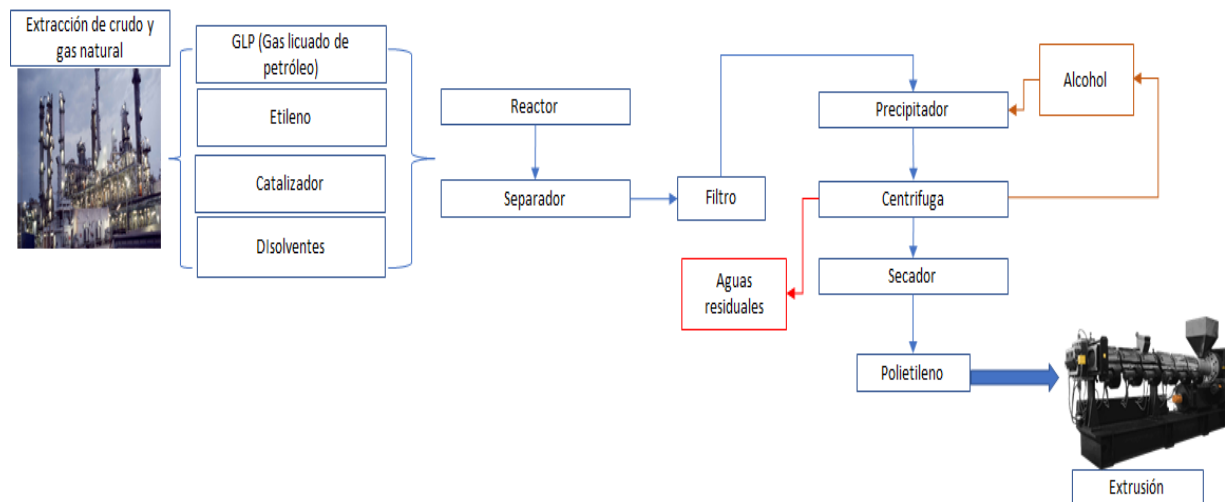 Extracción de crudo y
gas natural
GLP (Gas licuado de
petróleo)
Etileno
Catalizador
DIsolventes
Reactor
Separador
Filtro
Precipitador
Alcohol
Centrifuga
Aguas
residuales
Secador
Polietileno
Extrusión